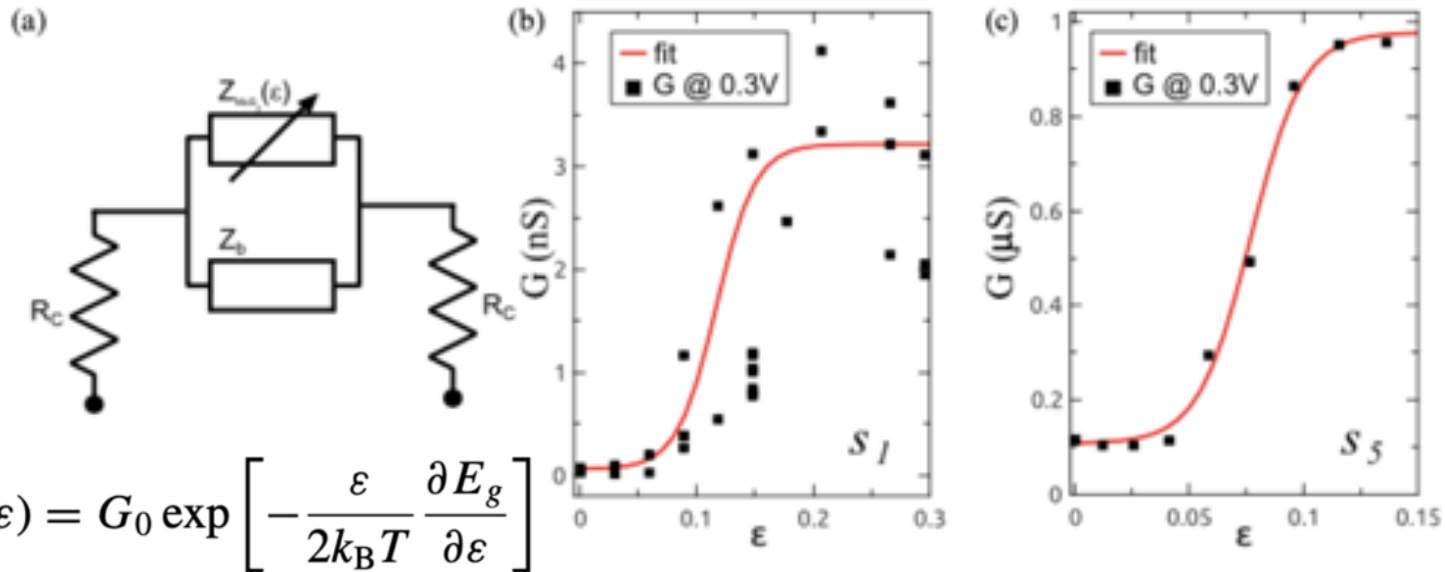 (a)
Z (ε)
Z_b
R_C
R_C
ε) = G_0 exp [ - ε / 2k_B T ∂E_g / ∂ε ]
(b)
fit
G @ 0.3V
G (nS)
4
3
2
1
0
0
0.1
0.2
0.3
ε
s_1
(c)
fit
G @ 0.3V
G (µS)
1
0.8
0.6
0.4
0.2
0
0
0.05
0.1
0.15
ε
s_5